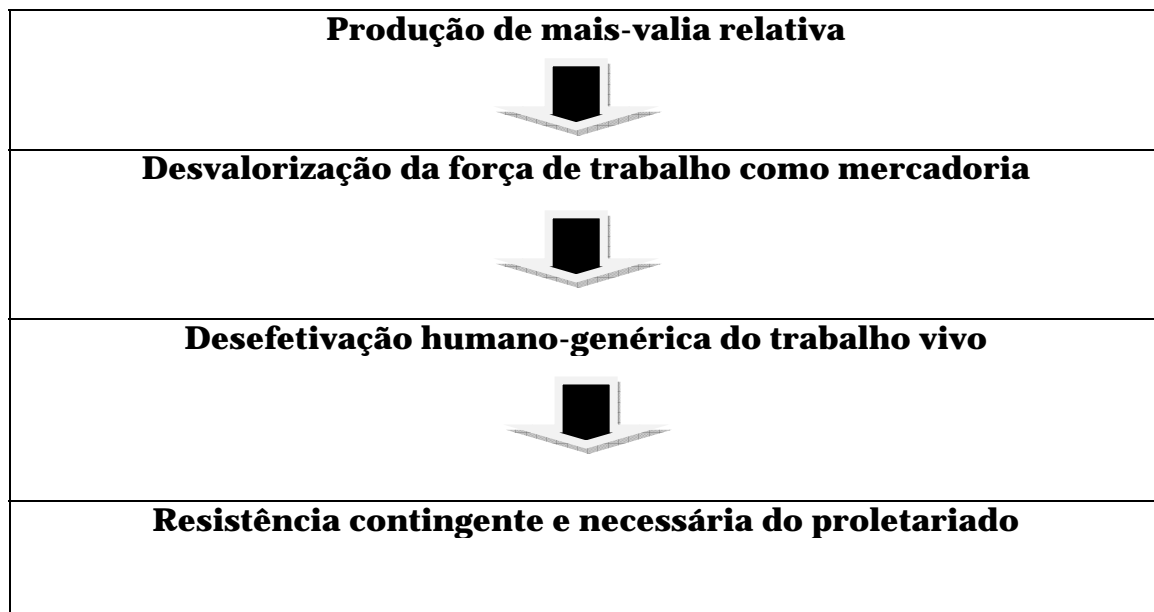 Produção de mais-valia relativa
Desvalorização da força de trabalho como mercadoria
Desefetivação humano-genérica do trabalho vivo
Resistência contingente e necessária do proletariado